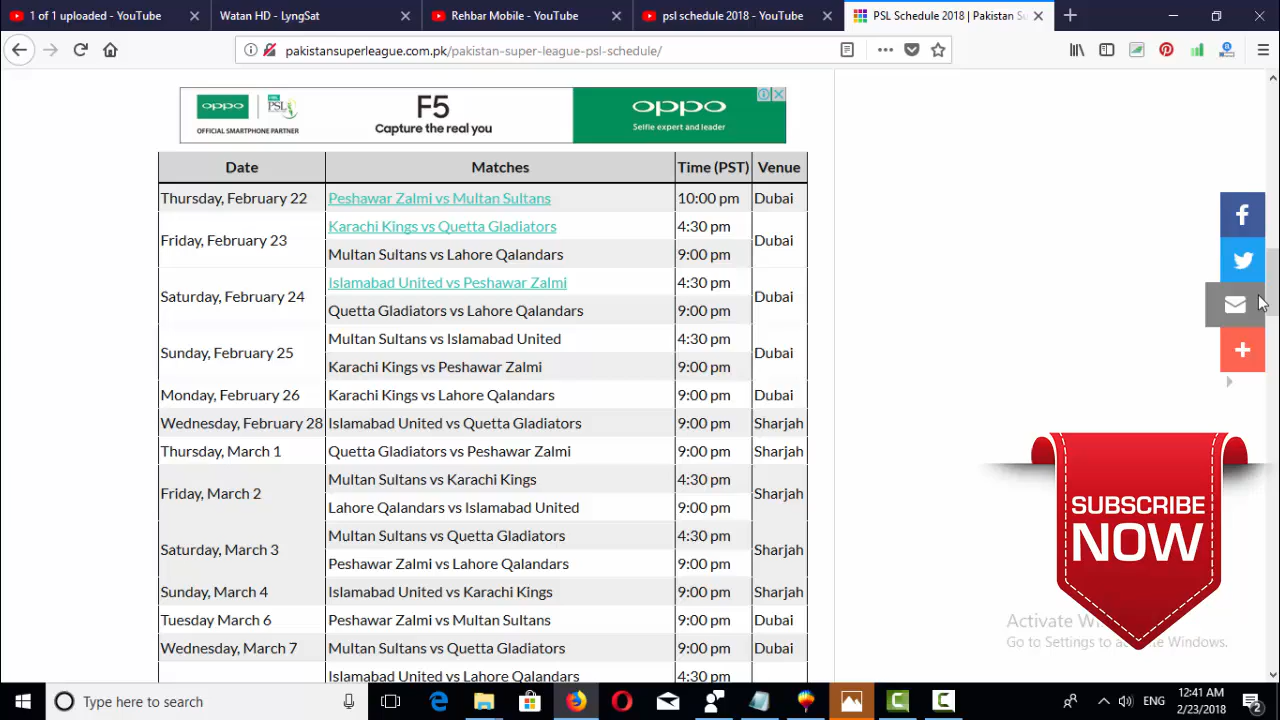 1 of 1 uploaded - YouTube
Watan HD - LyngSat
Rehbar Mobile - YouTube
psl schedule 2018 - YouTube
PSL Schedule 2018 | Pakistan Su
pakistansuperleague.com.pk/pakistan-super-league-psl-schedule/
oppo PSL
OFFICIAL SMARTPHONE PARTNER
F5
Capture the real you
oppo
Selfie expert and leader
Date Matches Time (PST) Venue
Thursday, February 22 Peshawar Zalmi vs Multan Sultans 10:00 pm Dubai
Friday, February 23 Karachi Kings vs Quetta Gladiators 4:30 pm Dubai
Multan Sultans vs Lahore Qalandars 9:00 pm
Saturday, February 24 Islamabad United vs Peshawar Zalmi 4:30 pm Dubai
Quetta Gladiators vs Lahore Qalandars 9:00 pm
Sunday, February 25 Multan Sultans vs Islamabad United 4:30 pm Dubai
Karachi Kings vs Peshawar Zalmi 9:00 pm
Monday, February 26 Karachi Kings vs Lahore Qalandars 9:00 pm Dubai
Wednesday, February 28 Islamabad United vs Quetta Gladiators 9:00 pm Sharjah
Thursday, March 1 Quetta Gladiators vs Peshawar Zalmi 9:00 pm Sharjah
Friday, March 2 Multan Sultans vs Karachi Kings 4:30 pm Sharjah
Lahore Qalandars vs Islamabad United 9:00 pm
Saturday, March 3 Multan Sultans vs Quetta Gladiators 4:30 pm Sharjah
Peshawar Zalmi vs Lahore Qalandars 9:00 pm
Sunday, March 4 Islamabad United vs Karachi Kings 9:00 pm Sharjah
Tuesday March 6 Peshawar Zalmi vs Multan Sultans 9:00 pm Dubai
Wednesday, March 7 Multan Sultans vs Quetta Gladiators 9:00 pm Dubai
Islamabad United vs Lahore Qalandars 4:30 pm
SUBSCRIBE
NOW
Activate Wi
Go to Settings to activate Windows.
Type here to search
ENG
12:41 AM
2/23/2018
2